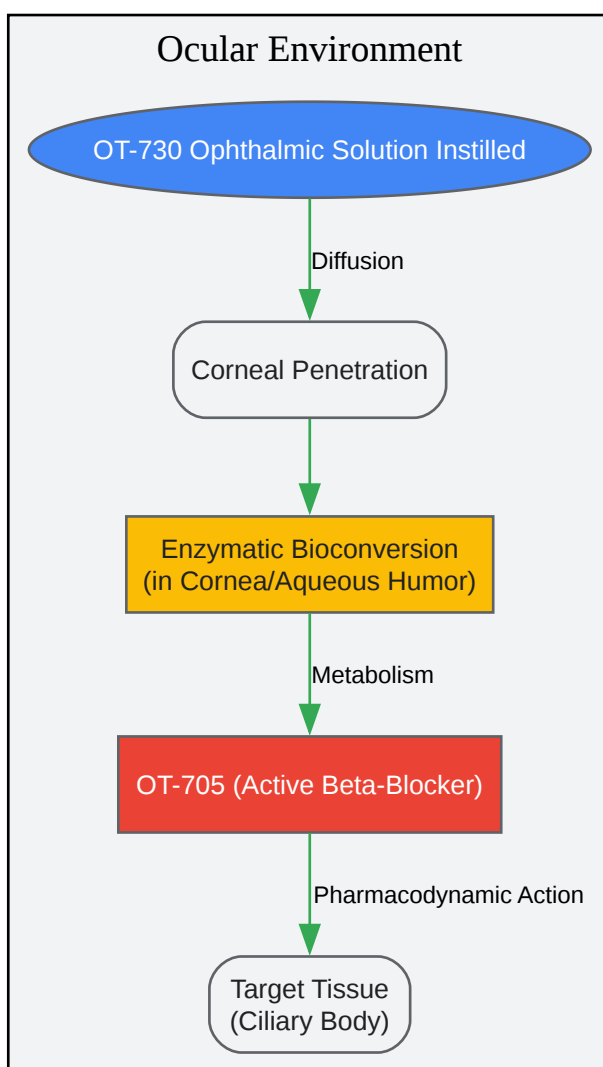 Ocular Environment
OT-730 Ophthalmic Solution Instilled
Diffusion
Corneal Penetration
Enzymatic Bioconversion
(in Cornea/Aqueous Humor)
Metabolism
OT-705 (Active Beta-Blocker)
Pharmacodynamic Action
Target Tissue
(Ciliary Body)